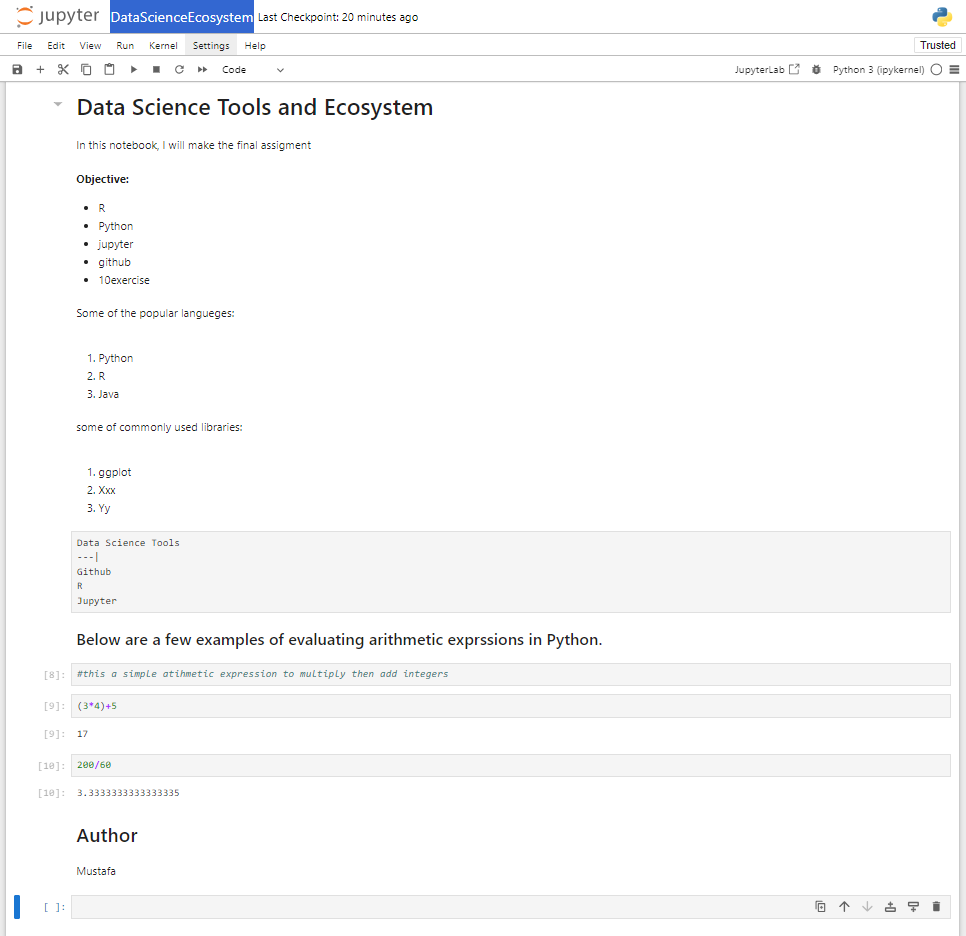 jupyter DataScienceEcosystem Last Checkpoint: 20 minutes ago
File Edit View Run Kernel Settings Help Trusted
Code JupyterLab Python 3 (ipykernel)
Data Science Tools and Ecosystem
In this notebook, I will make the final assigment
Objective:
• R
• Python
• jupyter
• github
• 10exercise
Some of the popular langueges:
1. Python
2. R
3. Java
some of commonly used libraries:
1. ggplot
2. Xxx
3. Yy
Data Science Tools
---|
Github
R
Jupyter
Below are a few examples of evaluating arithmetic exprssions in Python.
[8]: #this a simple atihmetic expression to multiply then add integers
[9]: (3*4)+5
[9]: 17
[10]: 200/60
[10]: 3.3333333333333335
Author
Mustafa
[ ]: